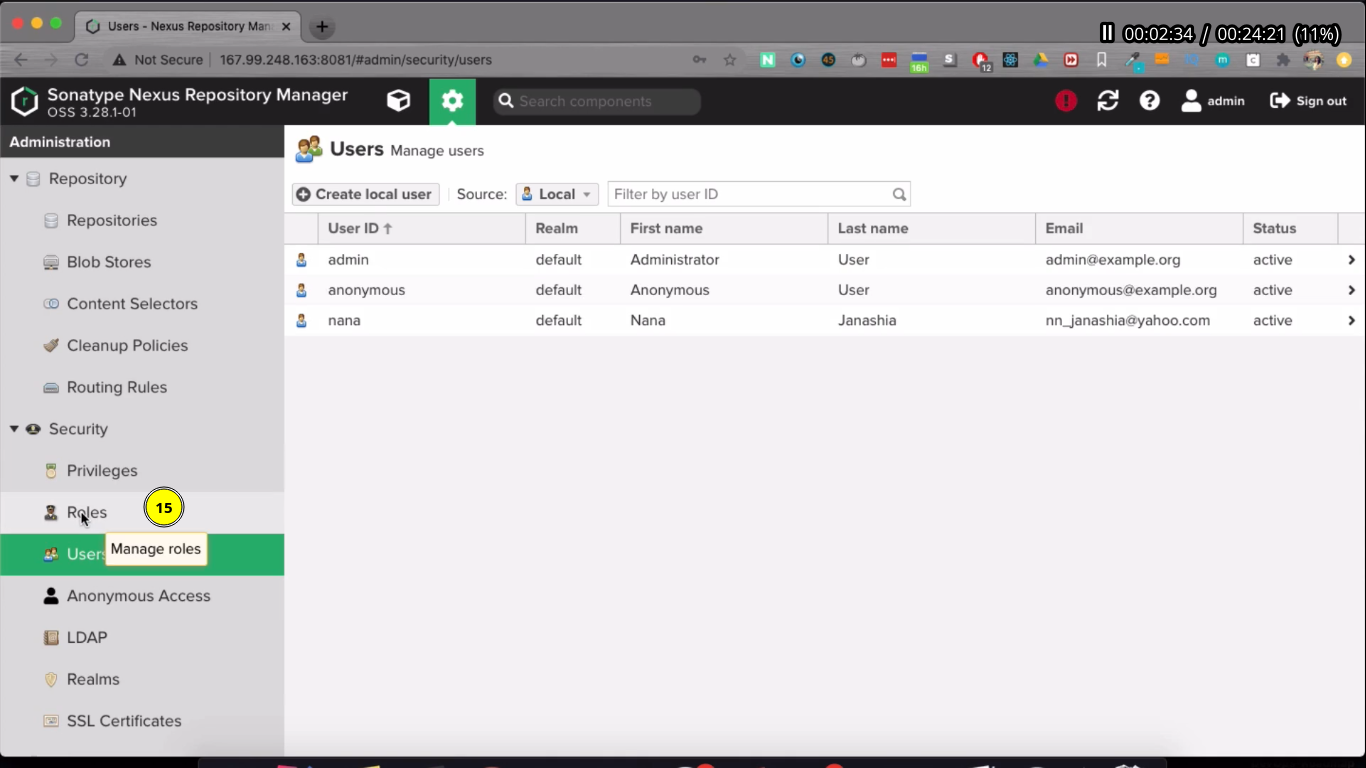 Users - Nexus Repository Man
00:02:34 / 00:24:21 (11%)
Not Secure
167.99.248.163:8081/#admin/security/users
45
16h
S
12
m
C
Sonatype Nexus Repository Manager
OSS 3.28.1-01
Search components
admin
Sign out
Administration
Repository
Repositories
Blob Stores
Content Selectors
Cleanup Policies
Routing Rules
Security
Privileges
Roles
15
Manage roles
Users
Anonymous Access
LDAP
Realms
SSL Certificates
Users Manage users
Create local user
Source:
Local
Filter by user ID
User ID Realm First name Last name Email Status
admin default Administrator User admin@example.org active
anonymous default Anonymous User anonymous@example.org active
nana default Nana Janashia nn_janashia@yahoo.com active